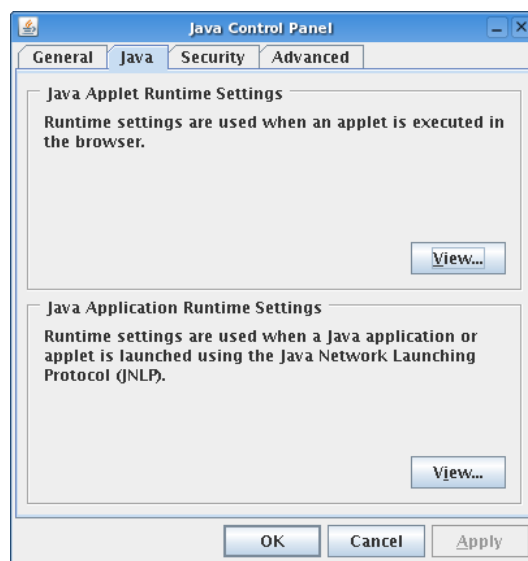 Java Control Panel
General Java Security Advanced
Java Applet Runtime Settings
Runtime settings are used when an applet is executed in
the browser.
View...
Java Application Runtime Settings
Runtime settings are used when a Java application or
applet is launched using the Java Network Launching
Protocol (JNLP).
View...
OK Cancel Apply